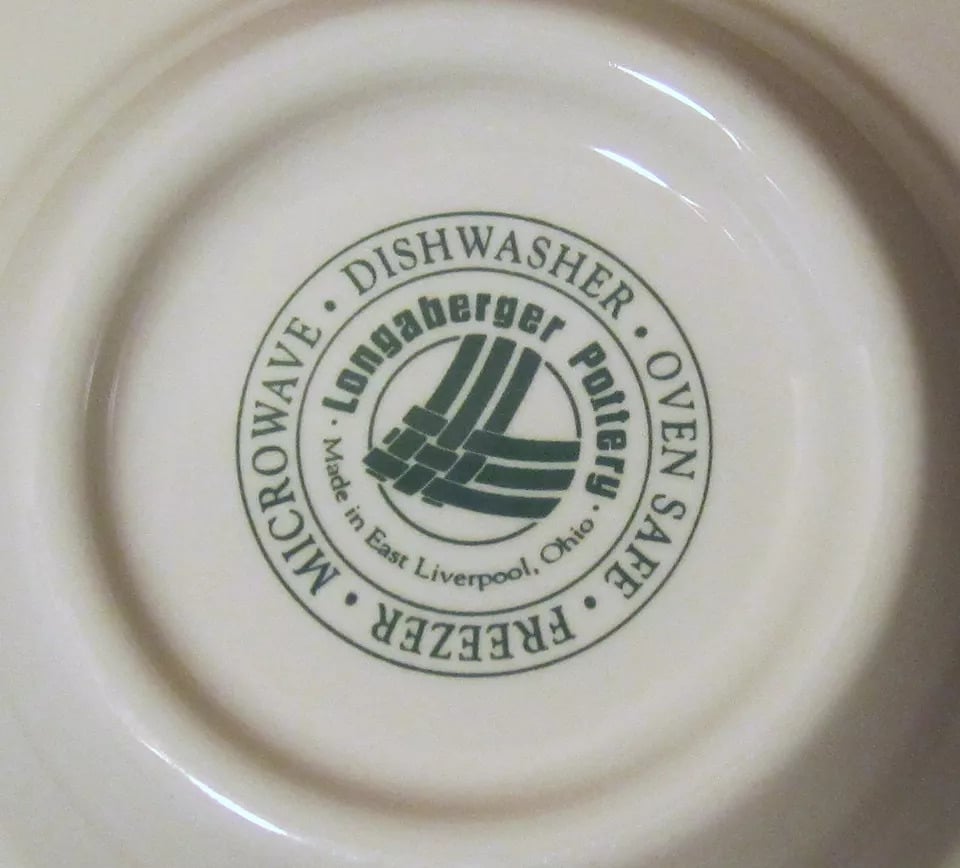 MICROWAVE • DISHWASHER • OVEN SAFE • FREEZER •
Longaberger Pottery
· Made in East Liverpool, Ohio ·